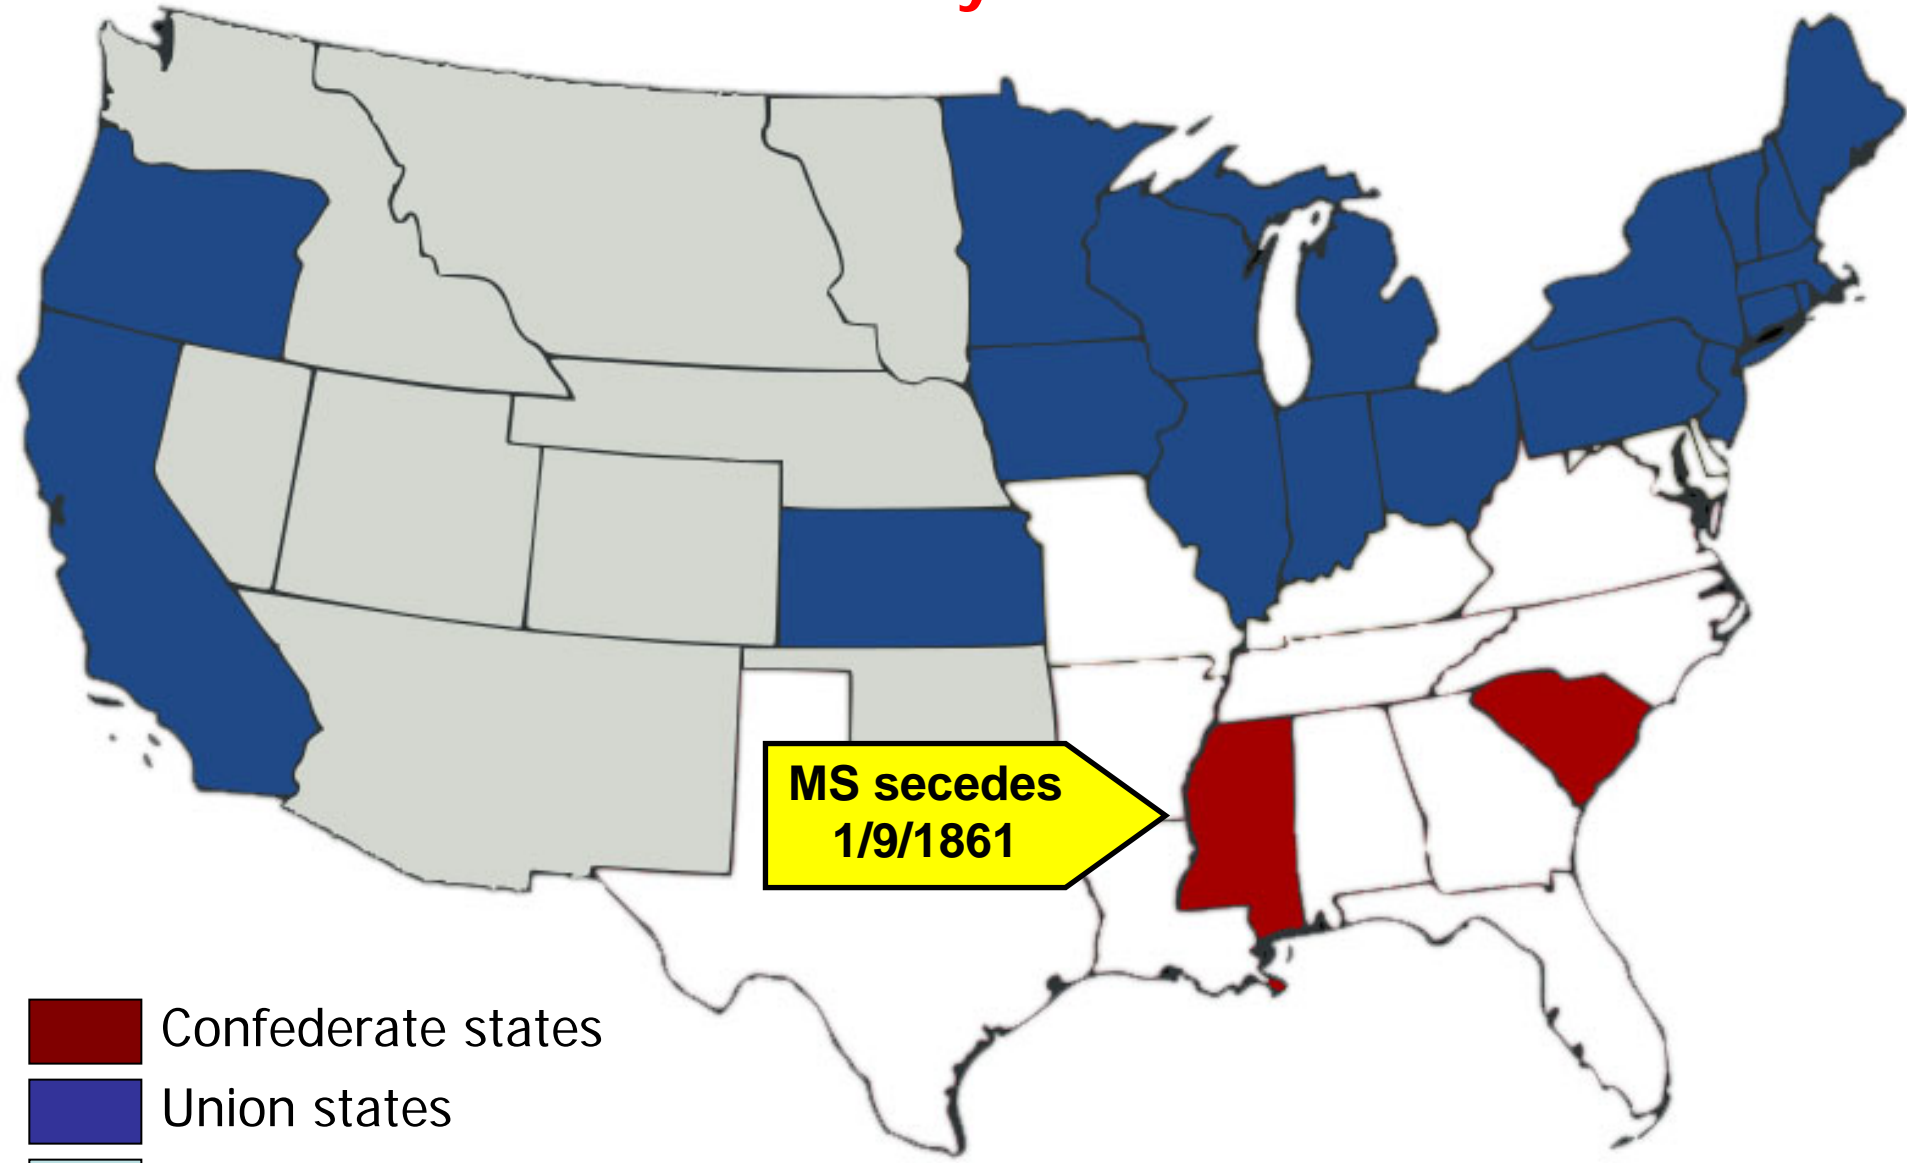 MS secedes
1/9/1861
Confederate states
Union states